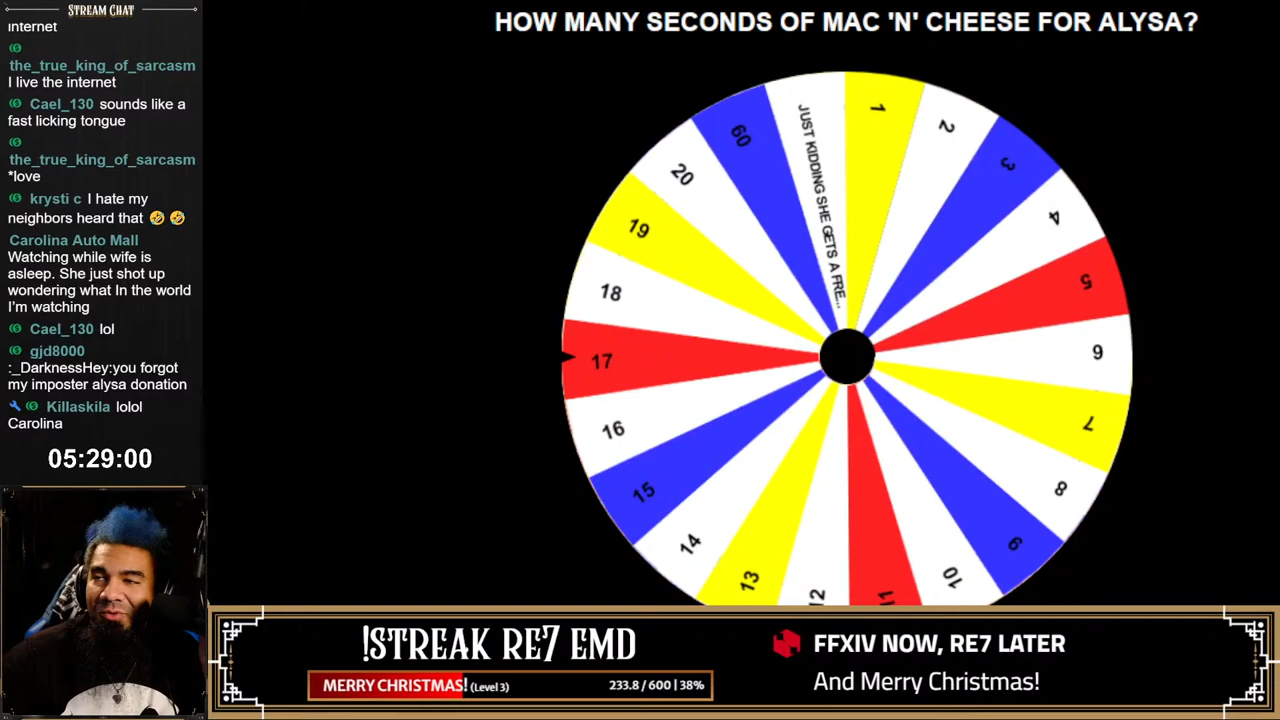 STREAM CHAT
internet
the_true_king_of_sarcasm
I live the internet
Cael_130 sounds like a
fast licking tongue
the_true_king_of_sarcasm
*love
krysti c I hate my
neighbors heard that 🤣🤣
Carolina Auto Mall
Watching while wife is
asleep. She just shot up
wondering what In the world
I'm watching
Cael_130 lol
gjd8000
:_DarknessHey:you forgot
my imposter alysa donation
Killaskila lolol
Carolina
05:29:00
HOW MANY SECONDS OF MAC 'N' CHEESE FOR ALYSA?
JUST KIDDING SHE GETS A FRE...
1
2
3
4
5
6
7
8
9
10
11
12
13
14
15
16
17
18
19
20
60
!STREAK RE7 EMD
MERRY CHRISTMAS! (Level 3) 233.8 / 600 | 38%
FFXIV NOW, RE7 LATER
And Merry Christmas!